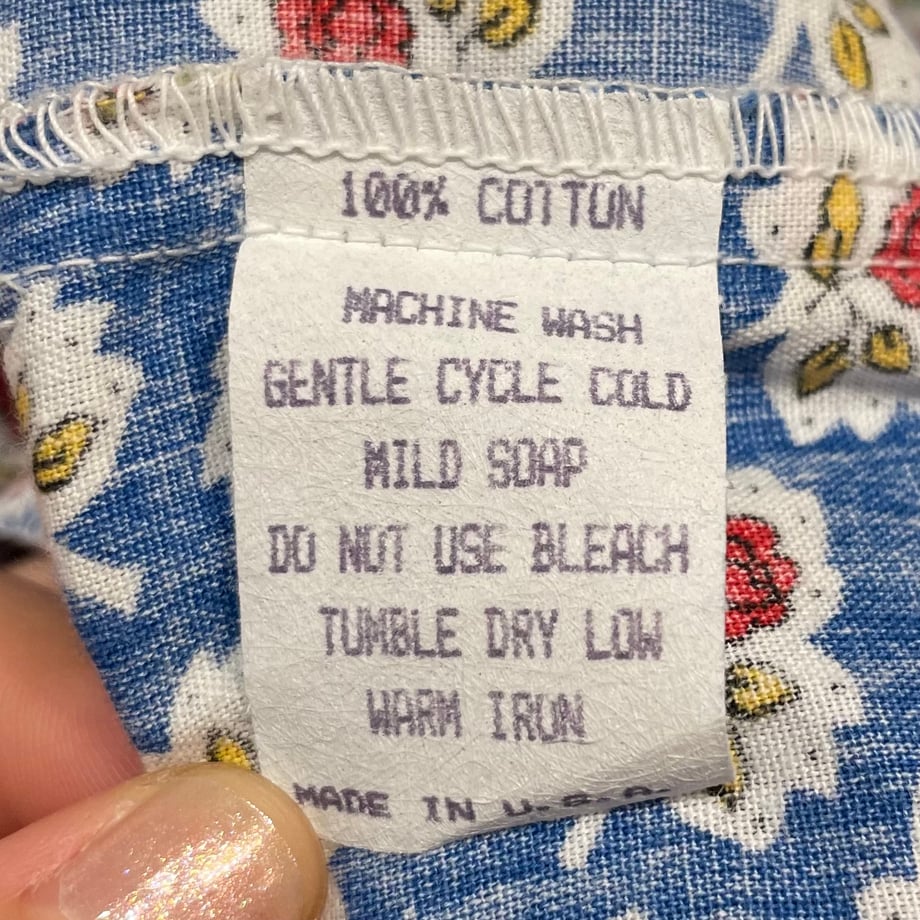 100% COTTON
MACHINE WASH
GENTLE CYCLE COLD
MILD SOAP
DO NOT USE BLEACH
TUMBLE DRY LOW
WARM IRON
MADE IN U.S.A.